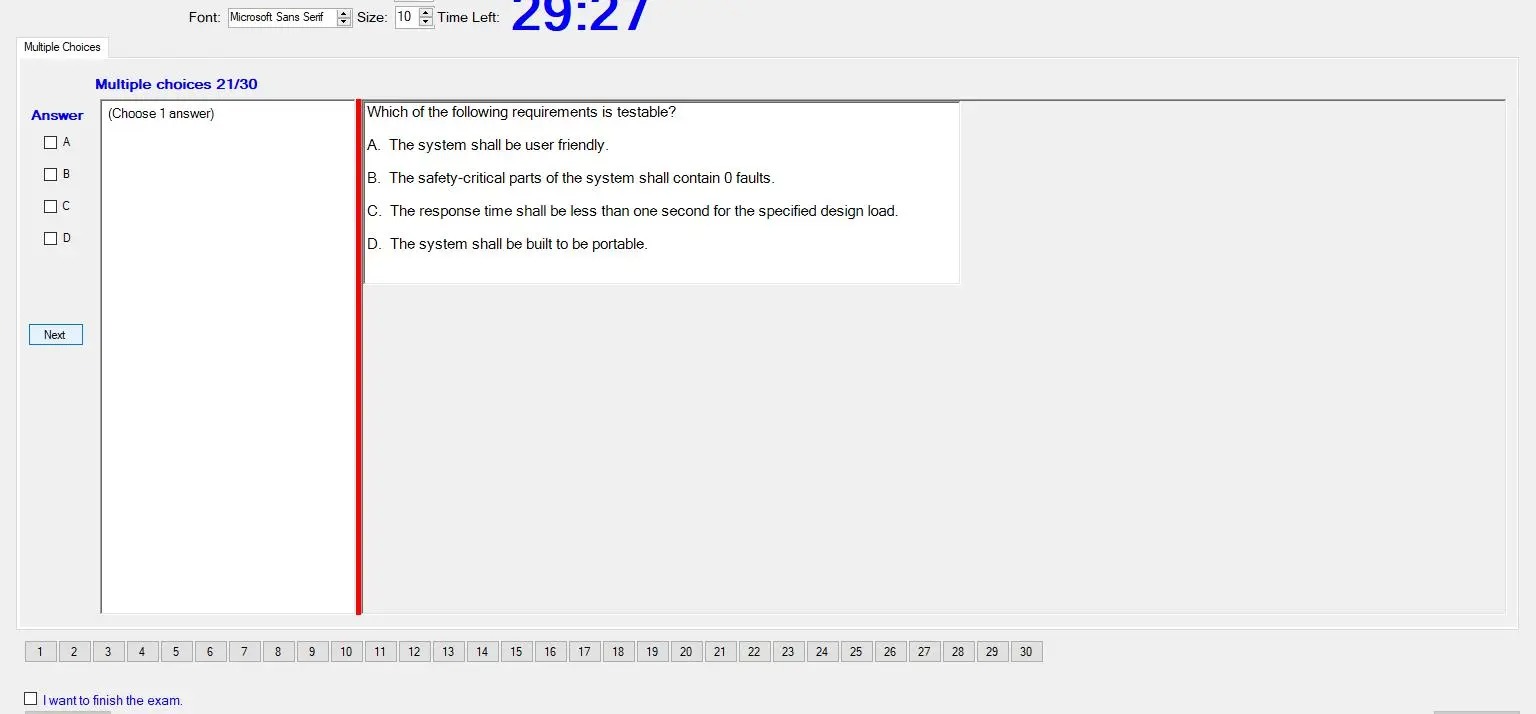 Font: Microsoft Sans Serif Size: 10 Time Left: 29:27
Multiple Choices
Multiple choices 21/30
Answer
(Choose 1 answer)
A
B
C
D
Next
Which of the following requirements is testable?
A. The system shall be user friendly.
B. The safety-critical parts of the system shall contain 0 faults.
C. The response time shall be less than one second for the specified design load.
D. The system shall be built to be portable.
1 2 3 4 5 6 7 8 9 10 11 12 13 14 15 16 17 18 19 20 21 22 23 24 25 26 27 28 29 30
I want to finish the exam.